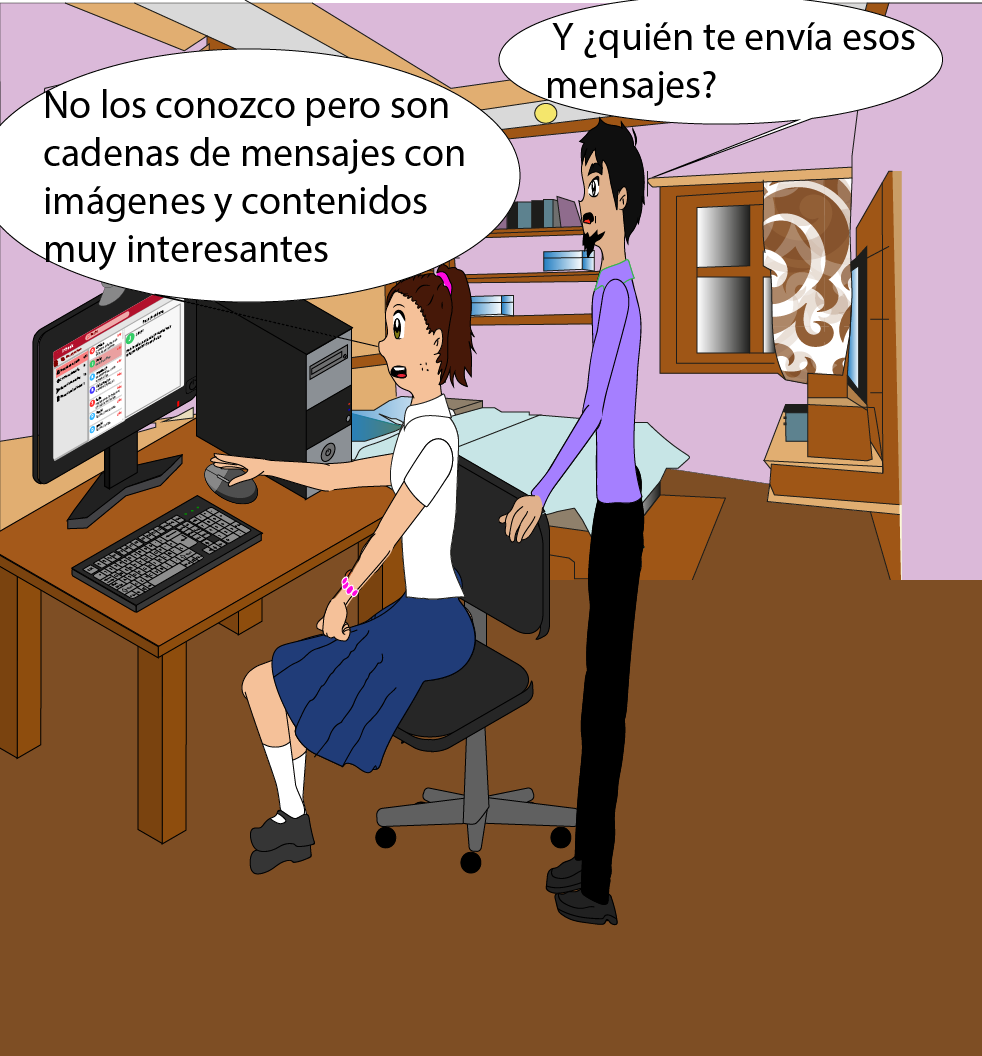 Y ¿quién te envía esos
mensajes?
No los conozco pero son
cadenas de mensajes con
imágenes y contenidos
muy interesantes